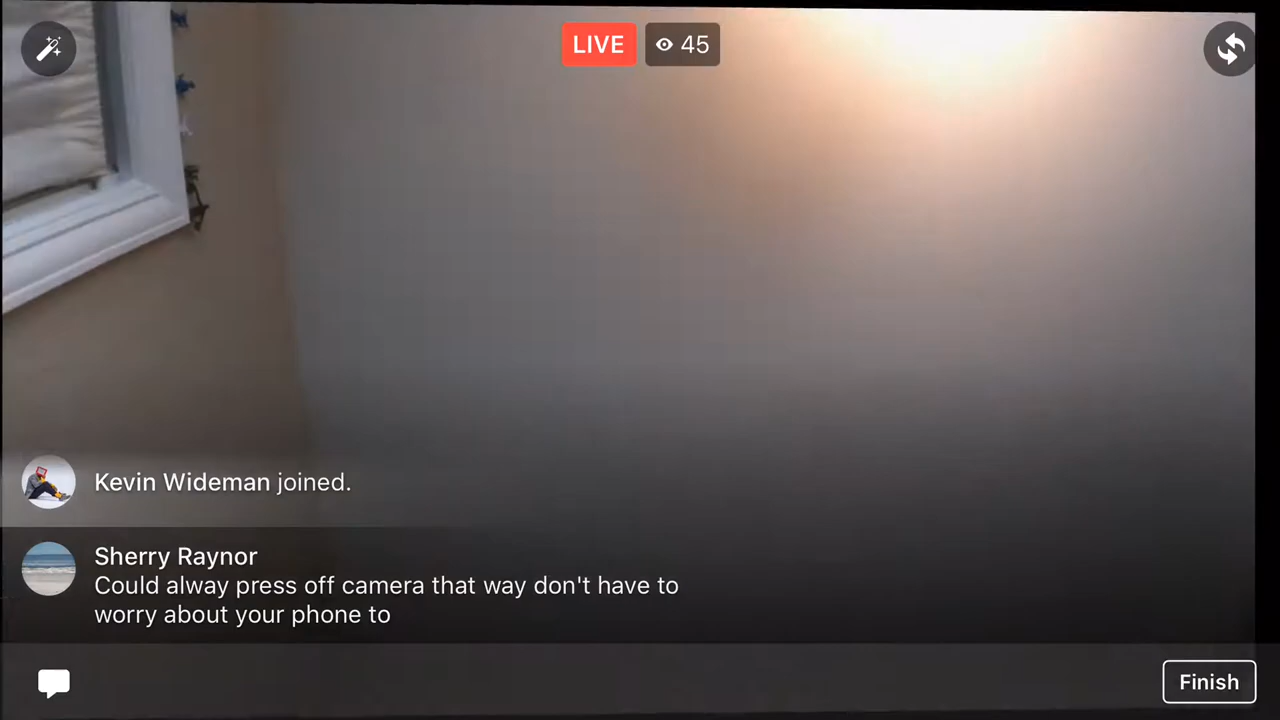 LIVE 45
Kevin Wideman joined.
Sherry Raynor
Could alway press off camera that way don't have to
worry about your phone to
Finish